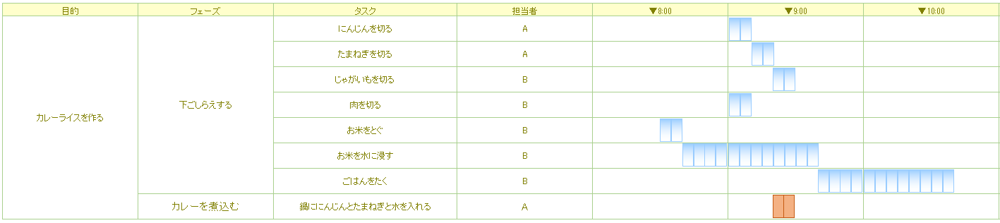 目的 フェーズ タスク 担当者 ▼8:00 ▼9:00 ▼10:00
にんじんを切る A
たまねぎを切る A
じゃがいもを切る B
カレーライスを作る 下ごしらえする 肉を切る B
お米をとぐ B
お米を水に浸す B
ごはんをたく B
カレーを煮込む 鍋ににんじんとたまねぎと水を入れる A